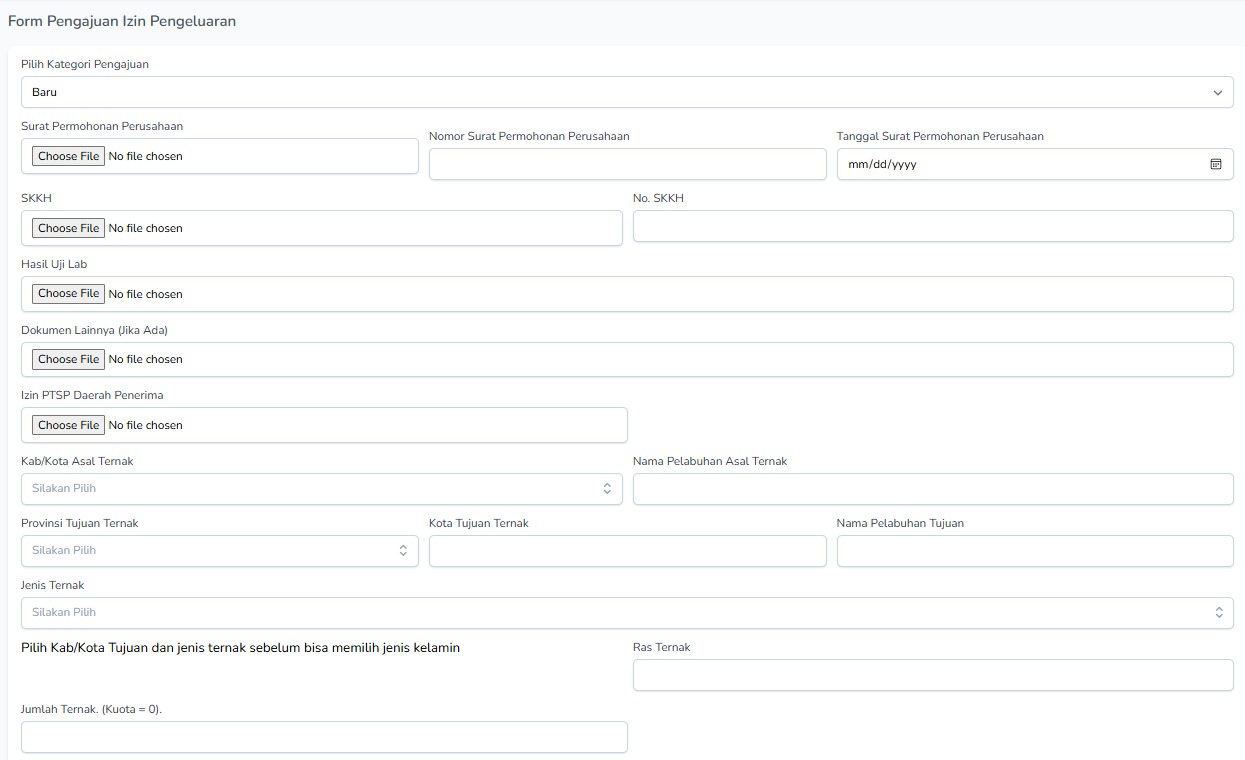 Form Pengajuan Izin Pengeluaran
Pilih Kategori Pengajuan
Baru
Surat Permohonan Perusahaan
Choose File No file chosen
Nomor Surat Permohonan Perusahaan
Tanggal Surat Permohonan Perusahaan
mm/dd/yyyy
SKKH
Choose File No file chosen
No. SKKH
Hasil Uji Lab
Choose File No file chosen
Dokumen Lainnya (Jika Ada)
Choose File No file chosen
Izin PTSP Daerah Penerima
Choose File No file chosen
Kab/Kota Asal Ternak
Silakan Pilih
Nama Pelabuhan Asal Ternak
Provinsi Tujuan Ternak
Silakan Pilih
Kota Tujuan Ternak
Nama Pelabuhan Tujuan
Jenis Ternak
Silakan Pilih
Pilih Kab/Kota Tujuan dan jenis ternak sebelum bisa memilih jenis kelamin
Ras Ternak
Jumlah Ternak. (Kuota = 0).